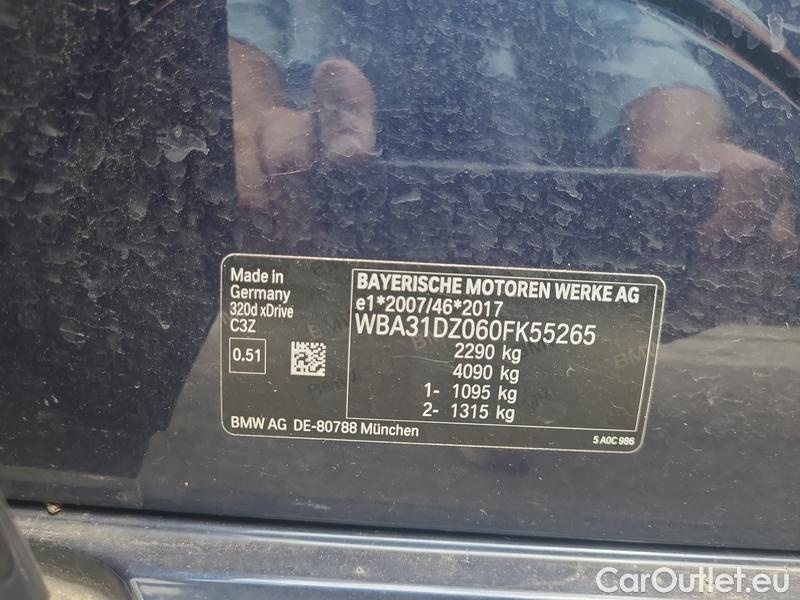 Made in
Germany
320d xDrive
C3Z
0.51
BMW AG DE-80788 München
BAYERISCHE MOTOREN WERKE AG
e1*2007/46*2017
WBA31DZ060FK55265
2290 kg
4090 kg
1- 1095 kg
2- 1315 kg
5 A0C 986
CarOutlet.eu